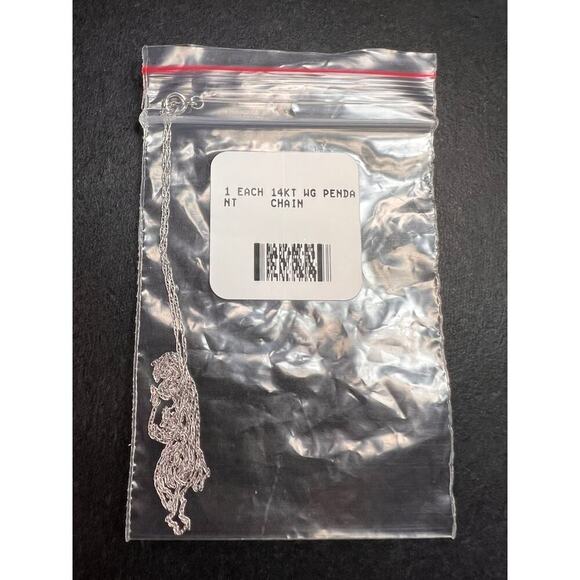 1 EACH 14KT WG PENDA
NT CHAIN